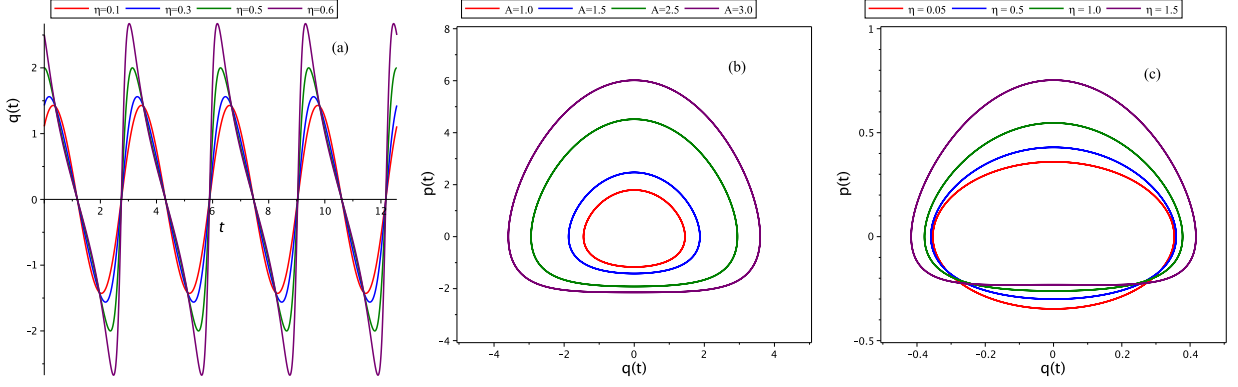 η=0.1 η=0.3 η=0.5 η=0.6
(a)
q(t)
2
1
0
-1
-2
2 4 6 8 10 12
t
A=1.0 A=1.5 A=2.5 A=3.0
(b)
p(t)
8
6
4
2
0
−2
−4
−4 −2 0 2 4
q(t)
η = 0.05 η = 0.5 η = 1.0 η = 1.5
(c)
p(t)
1
0.5
0
−0.5
−0.4 −0.2 0 0.2 0.4
q(t)